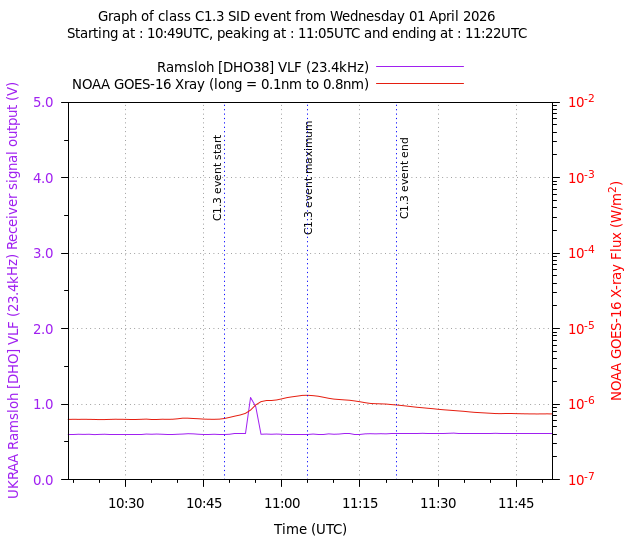 Graph of class C1.3 SID event from Wednesday 01 April 2026
Starting at : 10:49UTC, peaking at : 11:05UTC and ending at : 11:22UTC
Ramsloh [DHO38] VLF (23.4kHz)
NOAA GOES-16 Xray (long = 0.1nm to 0.8nm)
UKRAA Ramsloh [DHO] VLF (23.4kHz) Receiver signal output (V)
5.0
4.0
3.0
2.0
1.0
0.0
C1.3 event start
C1.3 event maximum
C1.3 event end
10^-2
10^-3
10^-4
10^-5
10^-6
10^-7
NOAA GOES-16 X-ray Flux (W/m²)
10:30 10:45 11:00 11:15 11:30 11:45
Time (UTC)